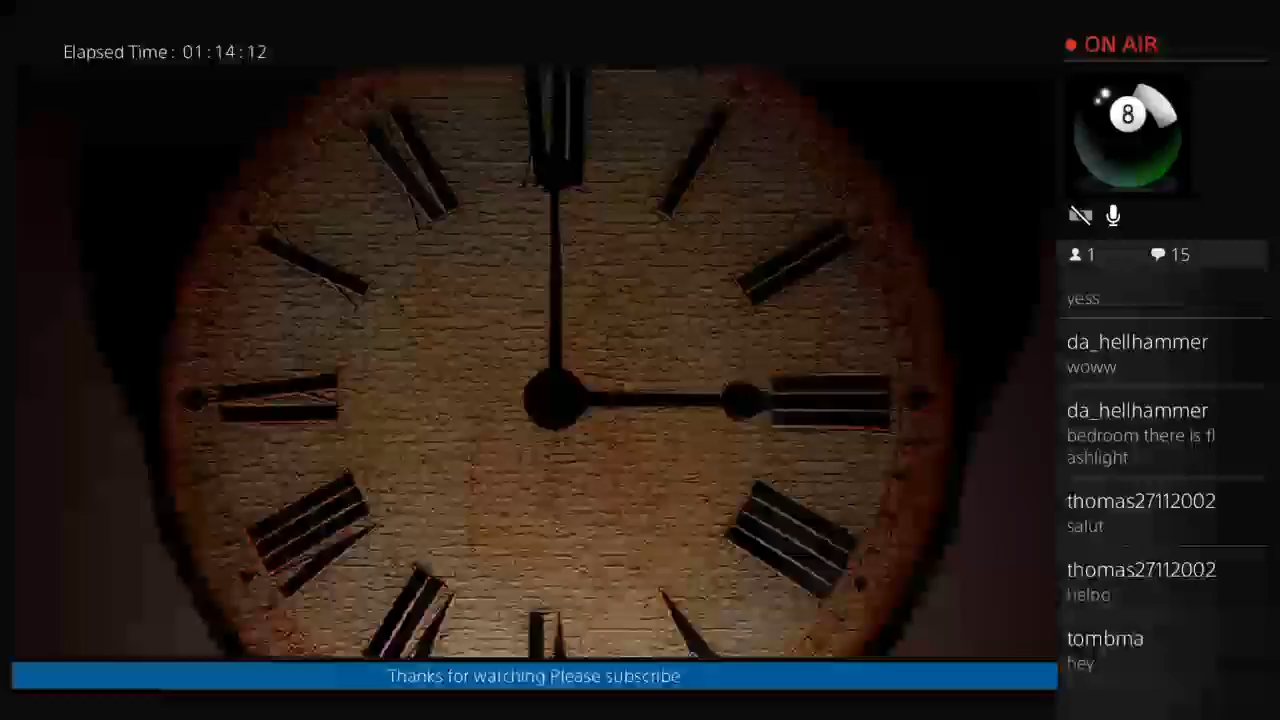 Elapsed Time: 01:14:12
ON AIR
8
1 15
yess
da_hellhammer
woww
da_hellhammer
bedroom there is fl
ashlight
thomas27112002
salut
thomas27112002
helpg
tombma
hey
Thanks for watching Please subscribe